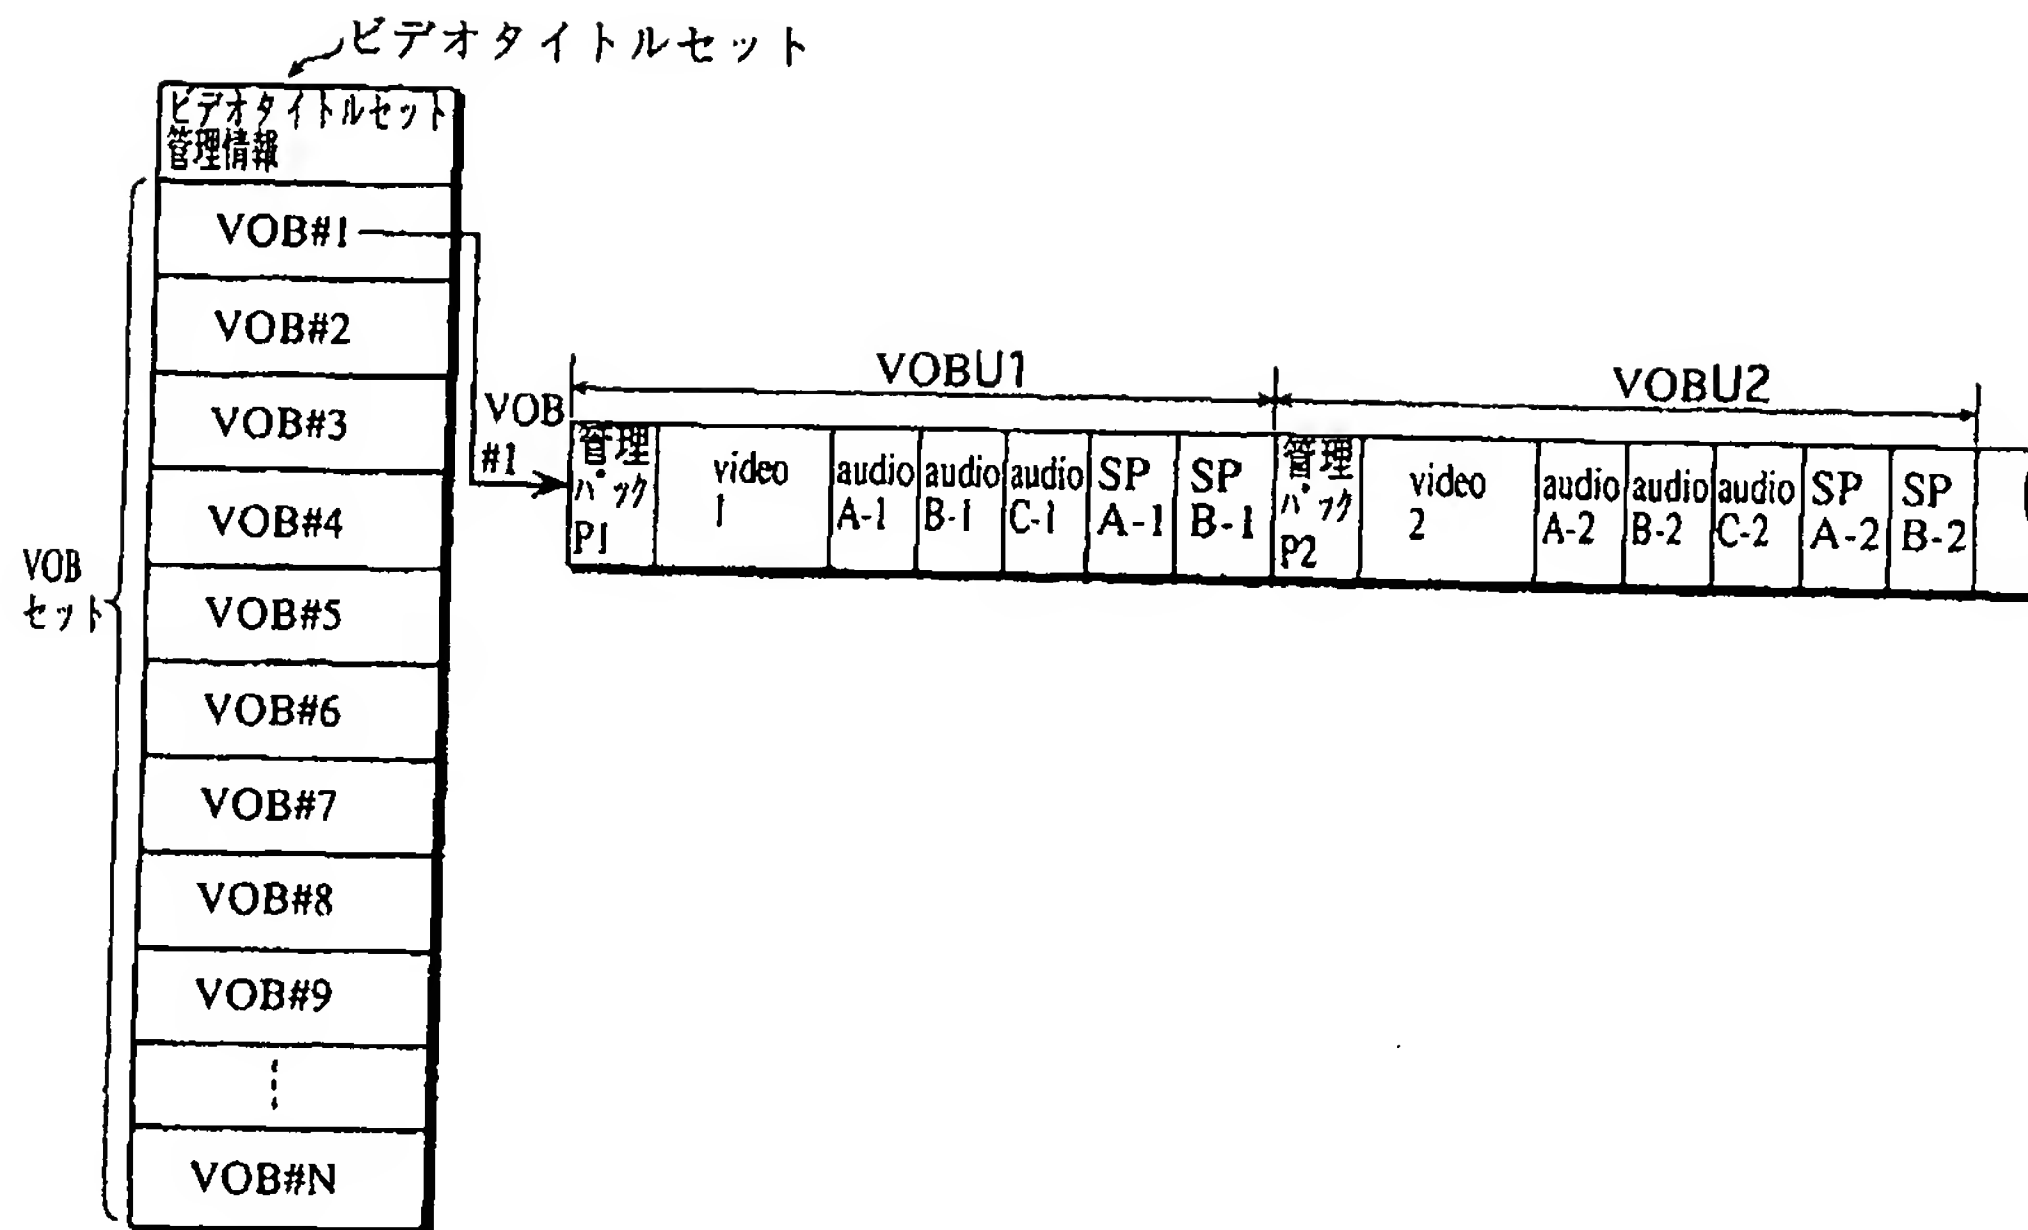 ビデオタイトルセット
ビデオタイトルセット
管理情報
VOB#1
VOB#2
VOB#3
VOB#4
VOB#5
VOB#6
VOB#7
VOB#8
VOB#9
VOB#N
VOB
セット
VOB
#1
VOBU1
VOBU2
管理
パック
P1
video
1
audio
A-1
audio
B-1
audio
C-1
SP
A-1
SP
B-1
管理
パック
P2
video
2
audio
A-2
audio
B-2
audio
C-2
SP
A-2
SP
B-2